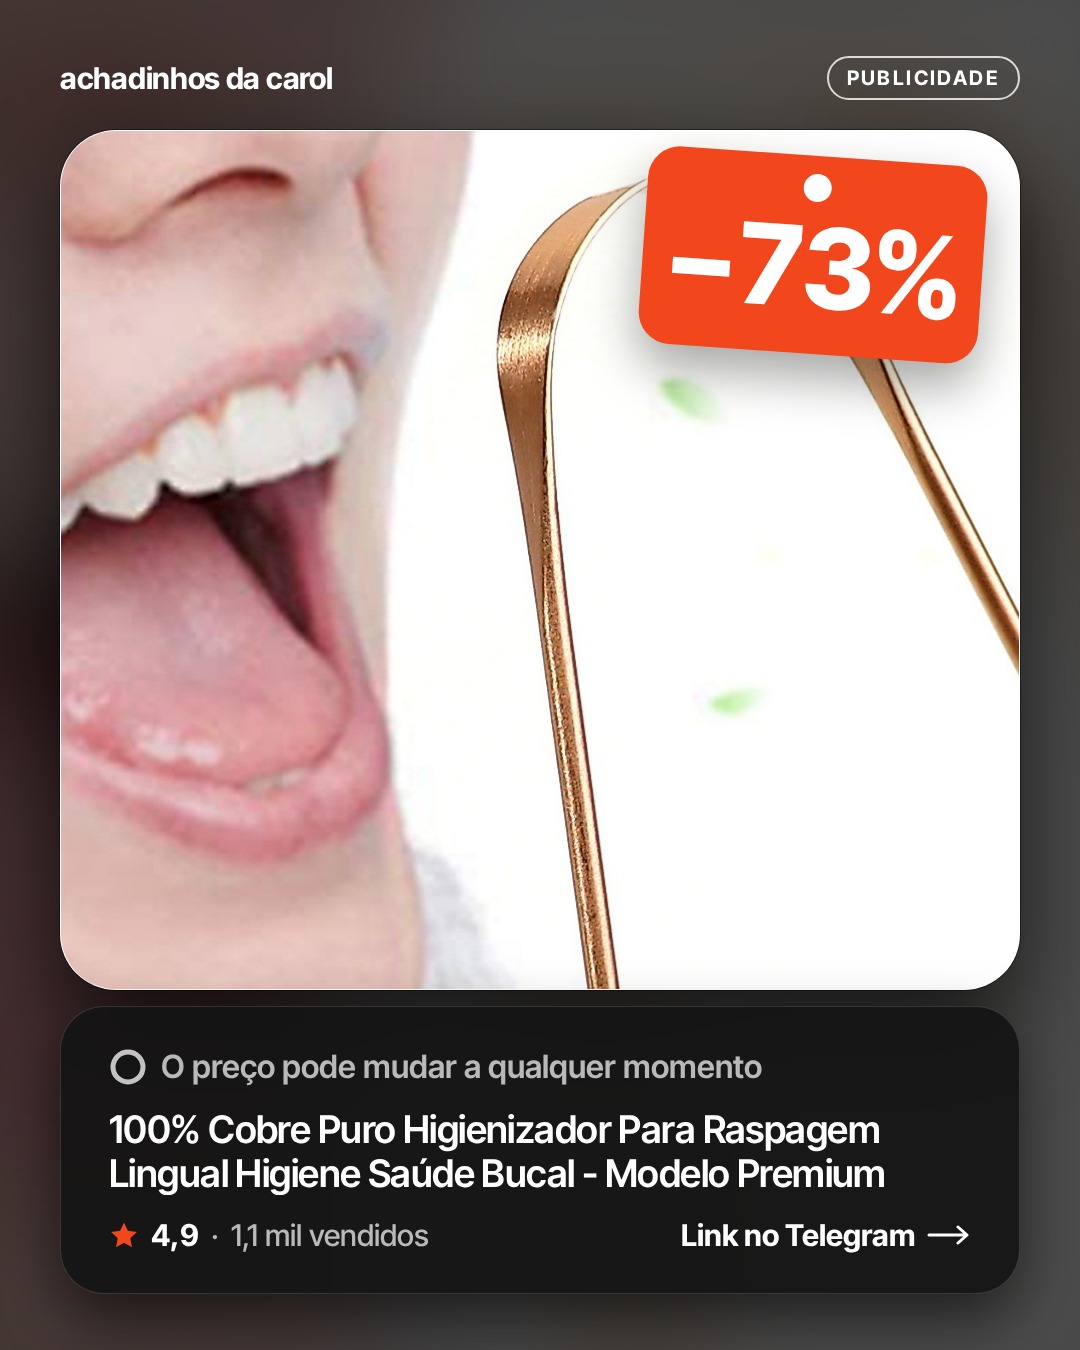 achadinhos da carol
PUBLICIDADE
−73%
O preço pode mudar a qualquer momento
100% Cobre Puro Higienizador Para Raspagem
Lingual Higiene Saúde Bucal - Modelo Premium
4,9 · 1,1 mil vendidos
Link no Telegram →